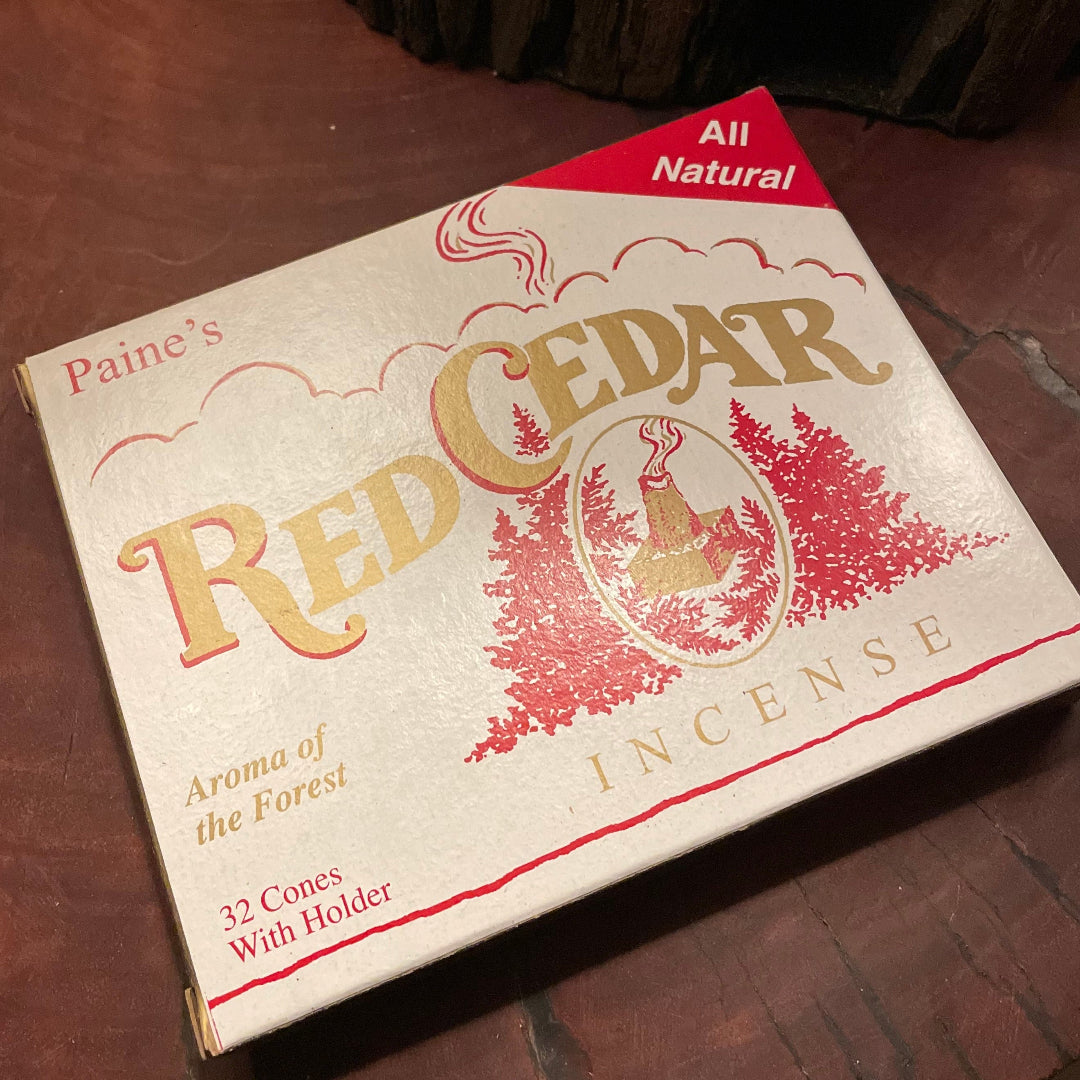 All
Natural
Paine's
RED CEDAR
INCENSE
Aroma of
the Forest
32 Cones
With Holder